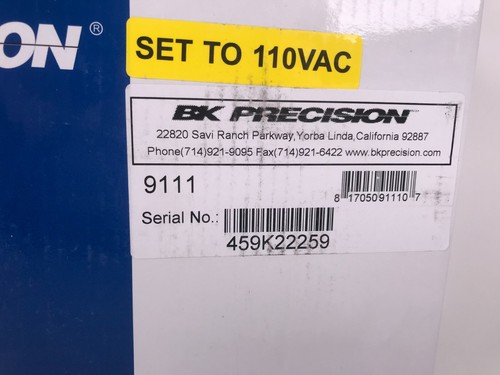 ON®
SET TO 110VAC
BK PRECISION
22820 Savi Ranch Parkway,Yorba Linda,California 92887
Phone(714)921-9095 Fax(714)921-6422 www.bkprecision.com
9111
8 17050 91110 7
Serial No.:
459K22259